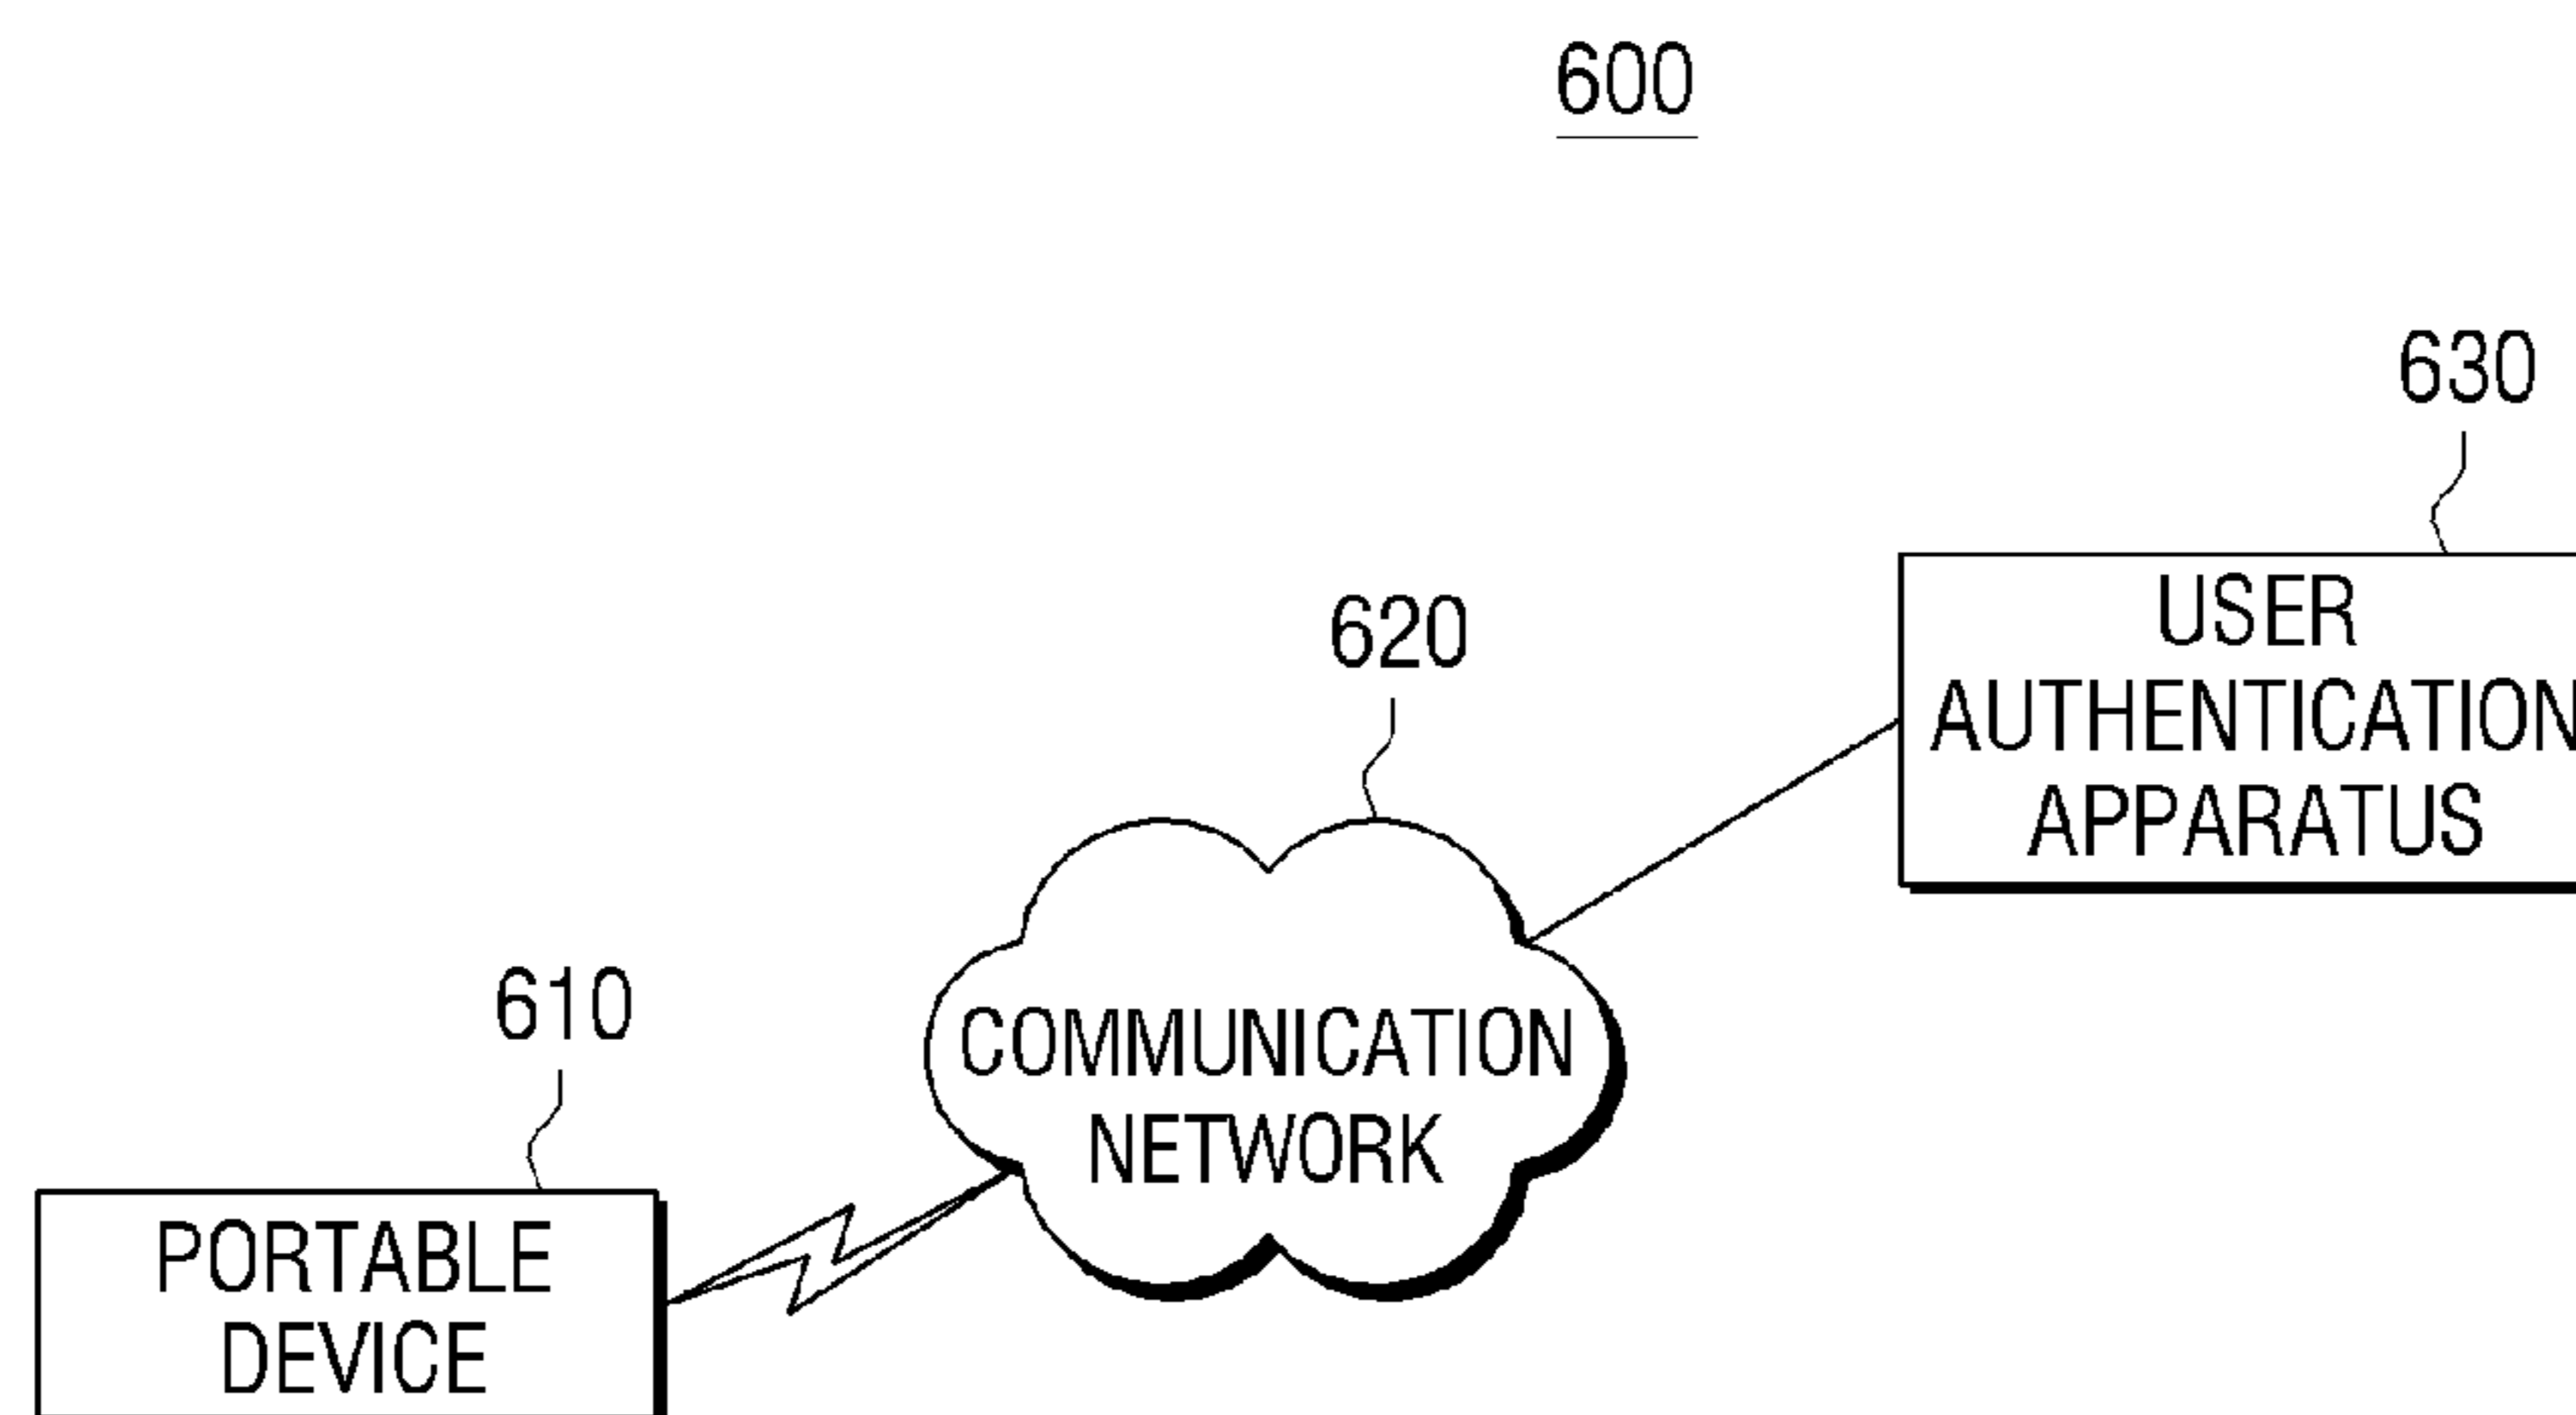 600
630
USER
AUTHENTICATION
APPARATUS
620
COMMUNICATION
NETWORK
610
PORTABLE
DEVICE